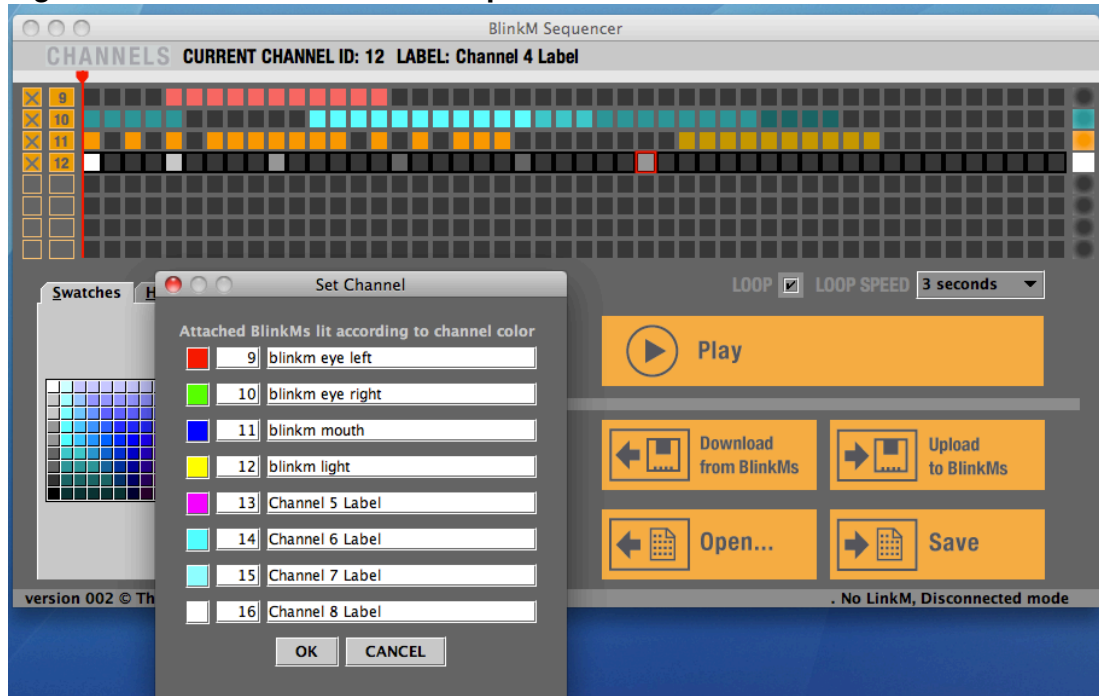 BlinkM Sequencer
CHANNELS CURRENT CHANNEL ID: 12 LABEL: Channel 4 Label
9
10
11
12
Swatches
LOOP LOOP SPEED 3 seconds
Set Channel
Attached BlinkMs lit according to channel color
9 blinkm eye left
10 blinkm eye right
11 blinkm mouth
12 blinkm light
13 Channel 5 Label
14 Channel 6 Label
15 Channel 7 Label
16 Channel 8 Label
OK CANCEL
Play
Download
from BlinkMs
Upload
to BlinkMs
Open...
Save
version 002 © Th
. No LinkM, Disconnected mode